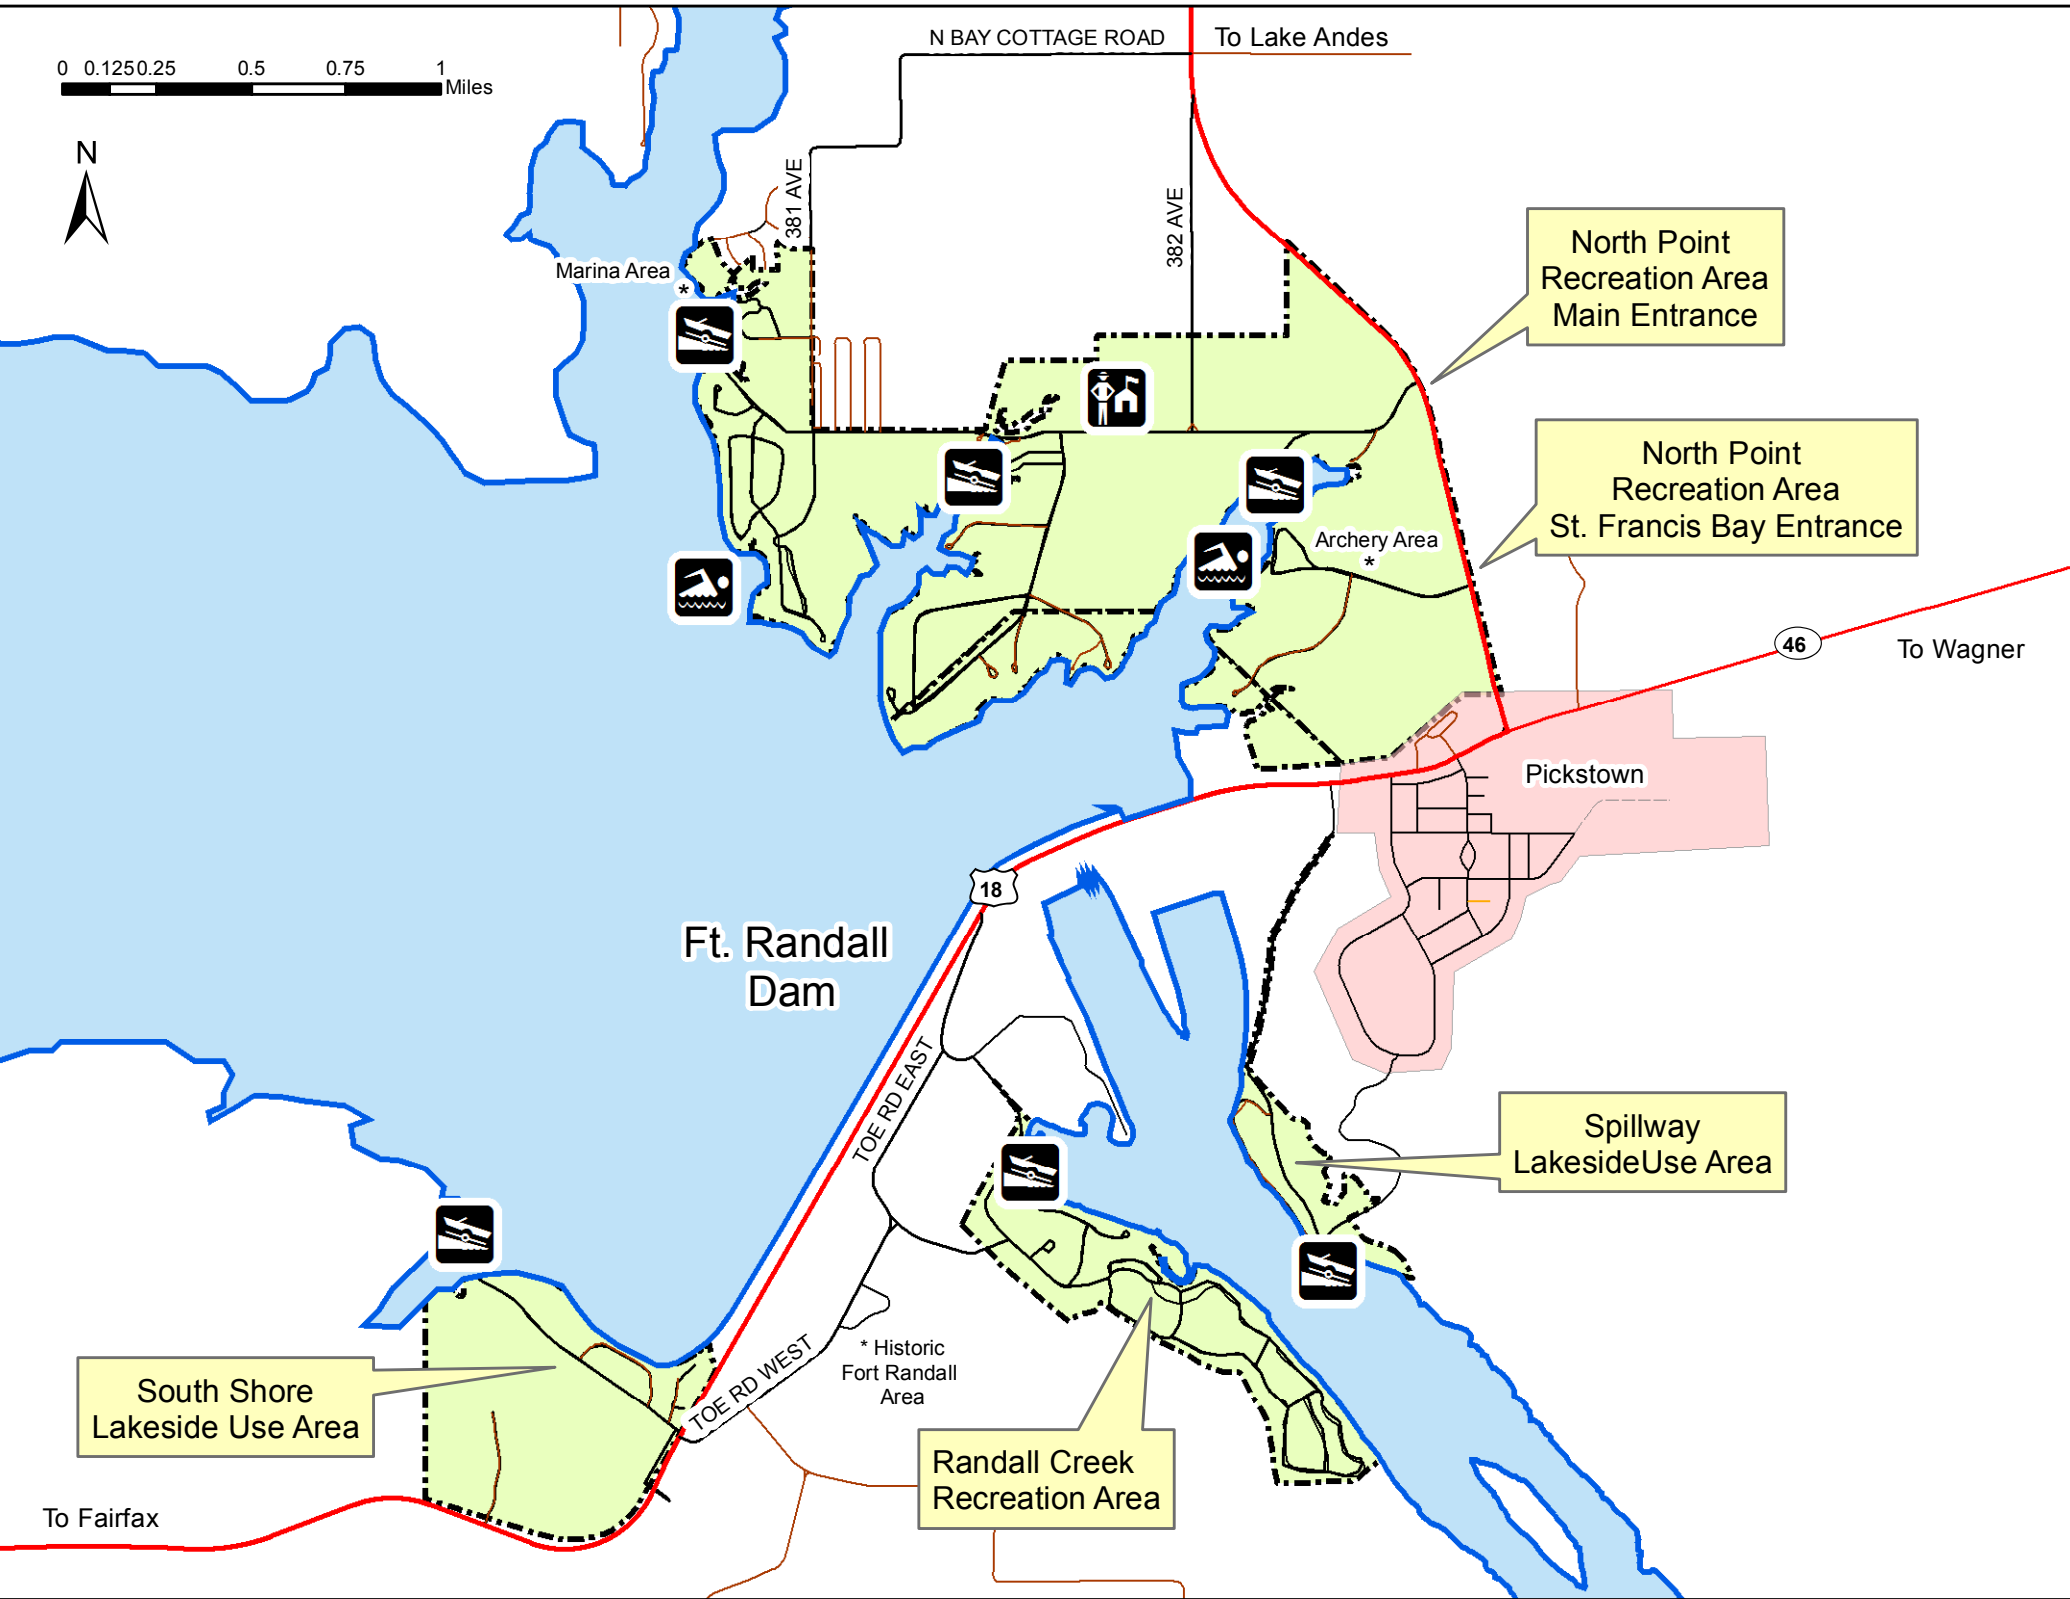 N BAY COTTAGE ROAD
To Lake Andes
0 0.125 0.25 0.5 0.75 1
Miles
N
381 AVE
382 AVE
North Point
Recreation Area
Main Entrance
Marina Area
*
North Point
Recreation Area
St. Francis Bay Entrance
Archery Area
*
46
To Wagner
Pickstown
18
Ft. Randall
Dam
TOE RD EAST
Spillway
LakesideUse Area
TOE RD WEST
* Historic
Fort Randall
Area
South Shore
Lakeside Use Area
Randall Creek
Recreation Area
To Fairfax